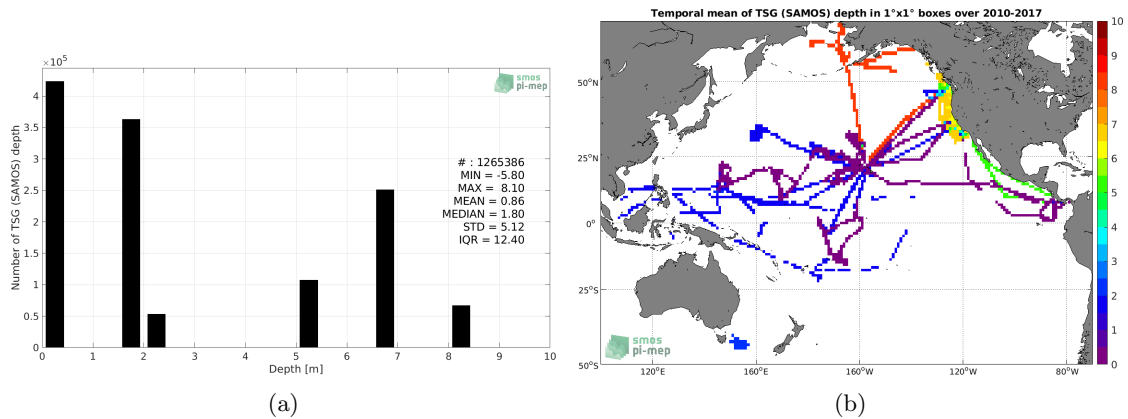 ×10⁵
4
3.5
3
2.5
2
1.5
1
0.5
0
0 1 2 3 4 5 6 7 8 9 10
Number of TSG (SAMOS) depth
Depth [m]
smos
pi-mep
# : 1265386
MIN = -5.80
MAX = 8.10
MEAN = 0.86
MEDIAN = 1.80
STD = 5.12
IQR = 12.40
(a)
Temporal mean of TSG (SAMOS) depth in 1°x1° boxes over 2010-2017
50°N
25°N
0°
25°S
50°S
120°E
160°E
160°W
120°W
80°W
smos
pi-mep
10
9
8
7
6
5
4
3
2
1
0
(b)